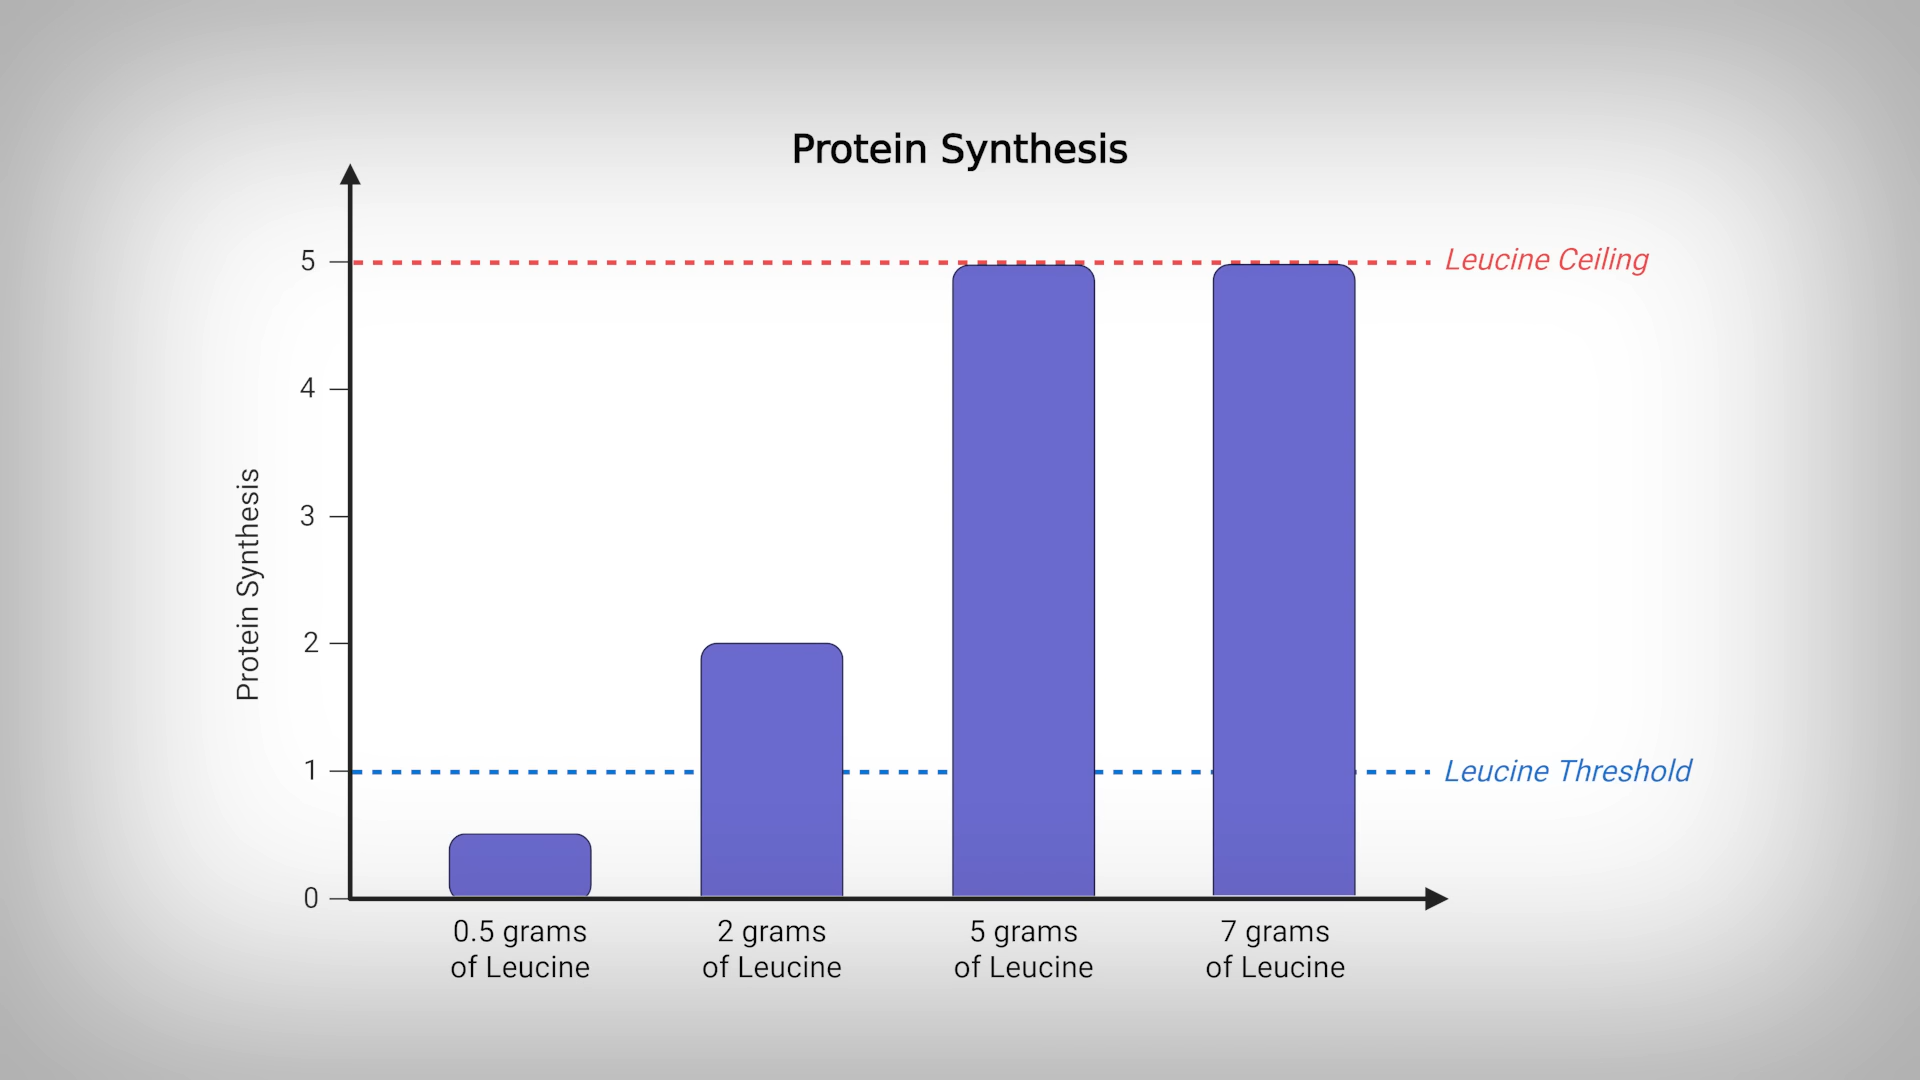 Protein Synthesis
5
Leucine Ceiling
4
3
Protein Synthesis
2
1
Leucine Threshold
0
0.5 grams
of Leucine
2 grams
of Leucine
5 grams
of Leucine
7 grams
of Leucine